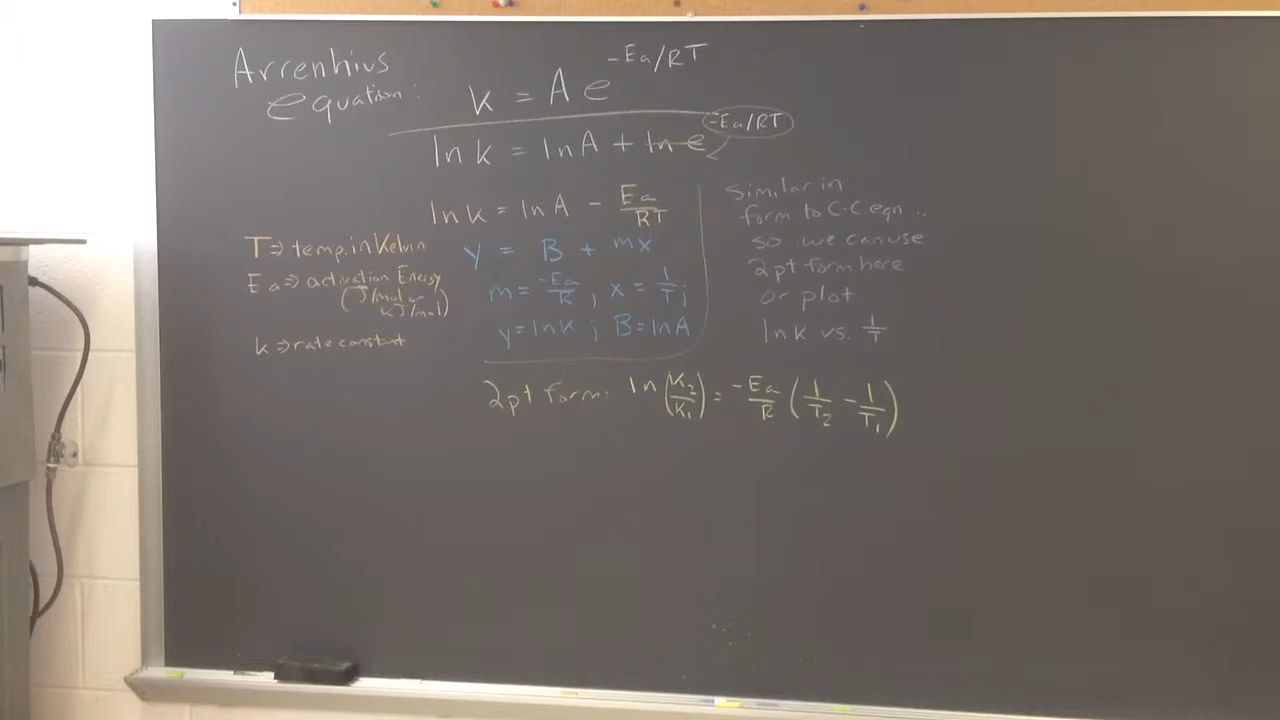 Arrenhius
equation:
k = A e^{-Ea/RT}
ln k = ln A + ln e^{-Ea/RT}
ln k = ln A - Ea/RT
y = B + mx
m = -Ea/R , x = 1/T ;
y = ln k ; B = ln A
T ⇒ temp. in Kelvin
Ea ⇒ activation Energy
(J/mol or
kJ/mol)
k ⇒ rate constant
Similar in
form to C-C. eqn ...
so we can use
2pt form here
or plot
ln k vs. 1/T
2pt form: ln(K₂/K₁) = -Ea/R (1/T₂ - 1/T₁)